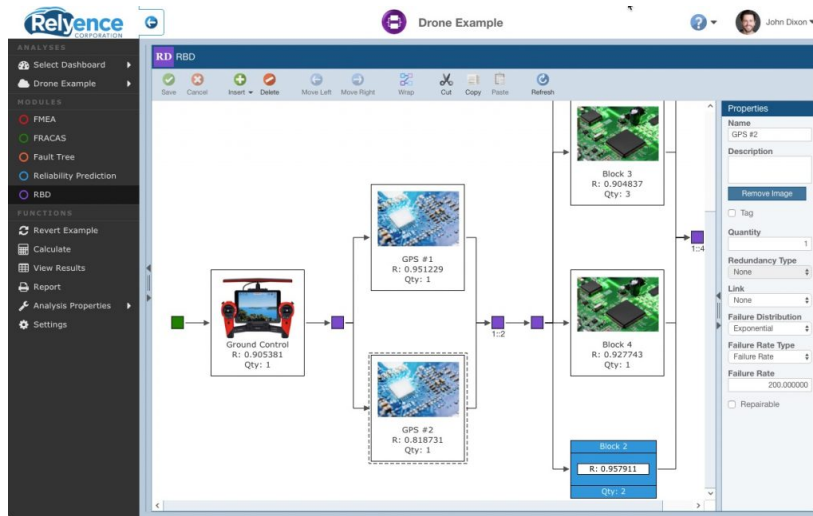 Relyence
CORPORATION
Drone Example
?
John Dixon
ANALYSES
Select Dashboard
Drone Example
MODULES
FMEA
FRACAS
Fault Tree
Reliability Prediction
RBD
FUNCTIONS
Revert Example
Calculate
View Results
Report
Analysis Properties
Settings
RD RBD
Save Cancel Insert Delete Move Left Move Right Wrap Cut Copy Paste Refresh
Block 3
R: 0.904837
Qty: 3
GPS #1
R: 0.951229
Qty: 1
1::4
Ground Control
R: 0.905381
Qty: 1
1::2
Block 4
R: 0.927743
Qty: 1
GPS #2
R: 0.818731
Qty: 1
Block 2
R: 0.957911
Qty: 2
Properties
Name
GPS #2
Description
Remove Image
Tag
Quantity
1
Redundancy Type
None
Link
None
Failure Distribution
Exponential
Failure Rate Type
Failure Rate
Failure Rate
200.000000
Repairable